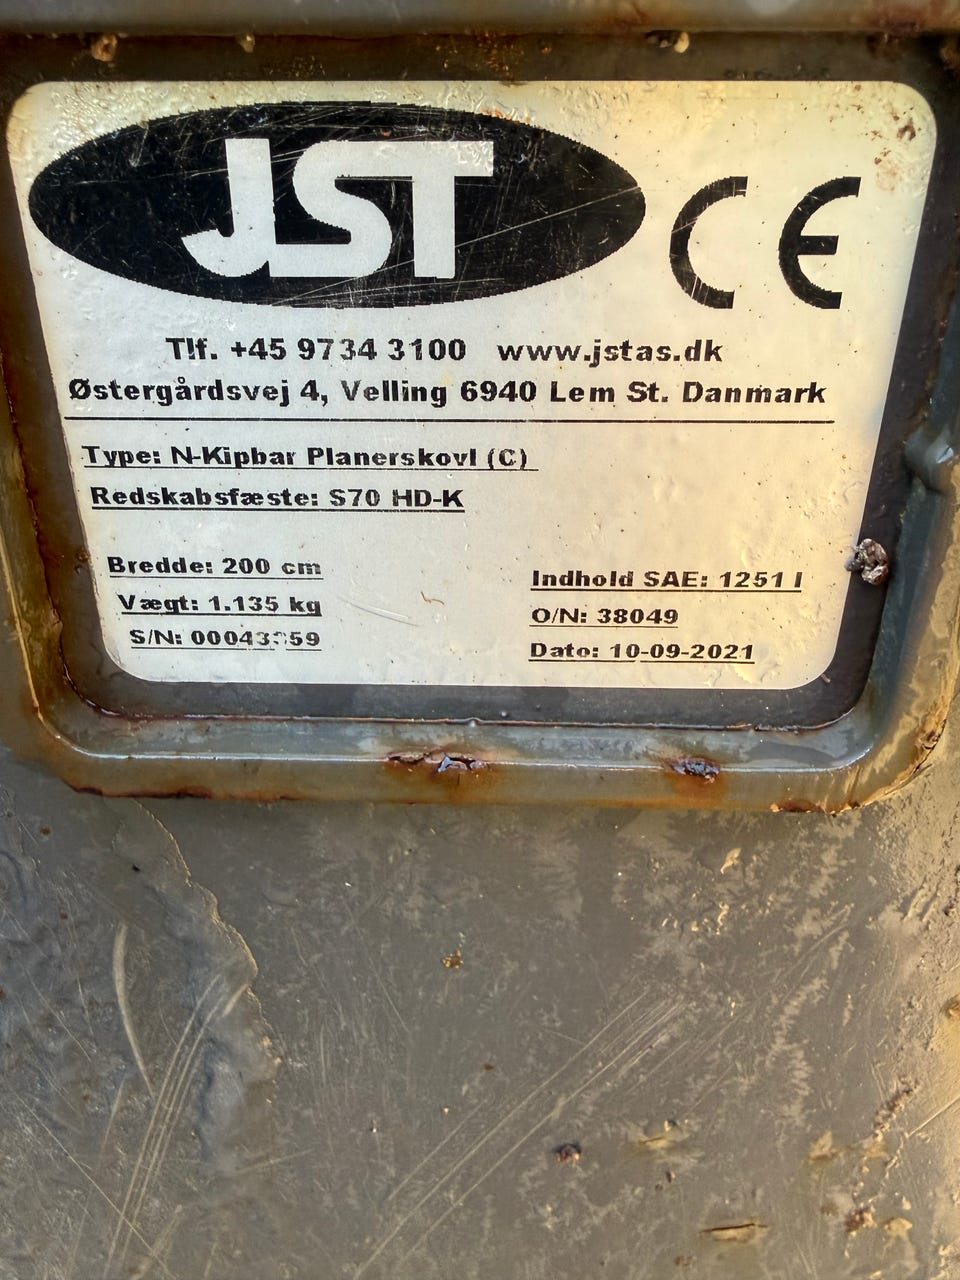 JST CE
Tlf. +45 9734 3100 www.jstas.dk
Østergårdsvej 4, Velling 6940 Lem St. Danmark
Type: N-Kipbar Planerskovl (C)
Redskabsfæste: S70 HD-K
Bredde: 200 cm
Vægt: 1.135 kg
S/N:
Indhold SAE: 1251 l
O/N: 38049
Dato: 10-09-2021